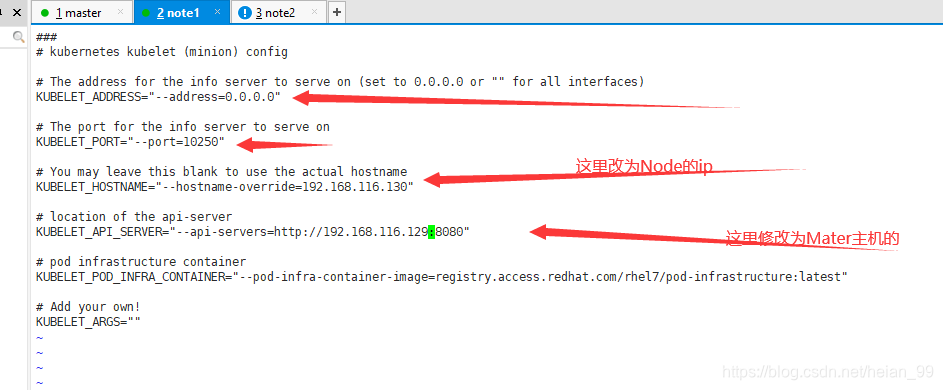 1 master ×
2 note1 ×
3 note2 ×
+
###
# kubernetes kubelet (minion) config
# The address for the info server to serve on (set to 0.0.0.0 or "" for all interfaces)
KUBELET_ADDRESS="--address=0.0.0.0"
# The port for the info server to serve on
KUBELET_PORT="--port=10250"
# You may leave this blank to use the actual hostname
这里改为Node的ip
KUBELET_HOSTNAME="--hostname-override=192.168.116.130"
# location of the api-server
KUBELET_API_SERVER="--api-servers=http://192.168.116.129:8080"
这里修改为Mater主机的
# pod infrastructure container
KUBELET_POD_INFRA_CONTAINER="--pod-infra-container-image=registry.access.redhat.com/rhel7/pod-infrastructure:latest"
# Add your own!
KUBELET_ARGS=""
~
~
~
~
https://blog.csdn.net/heian_99